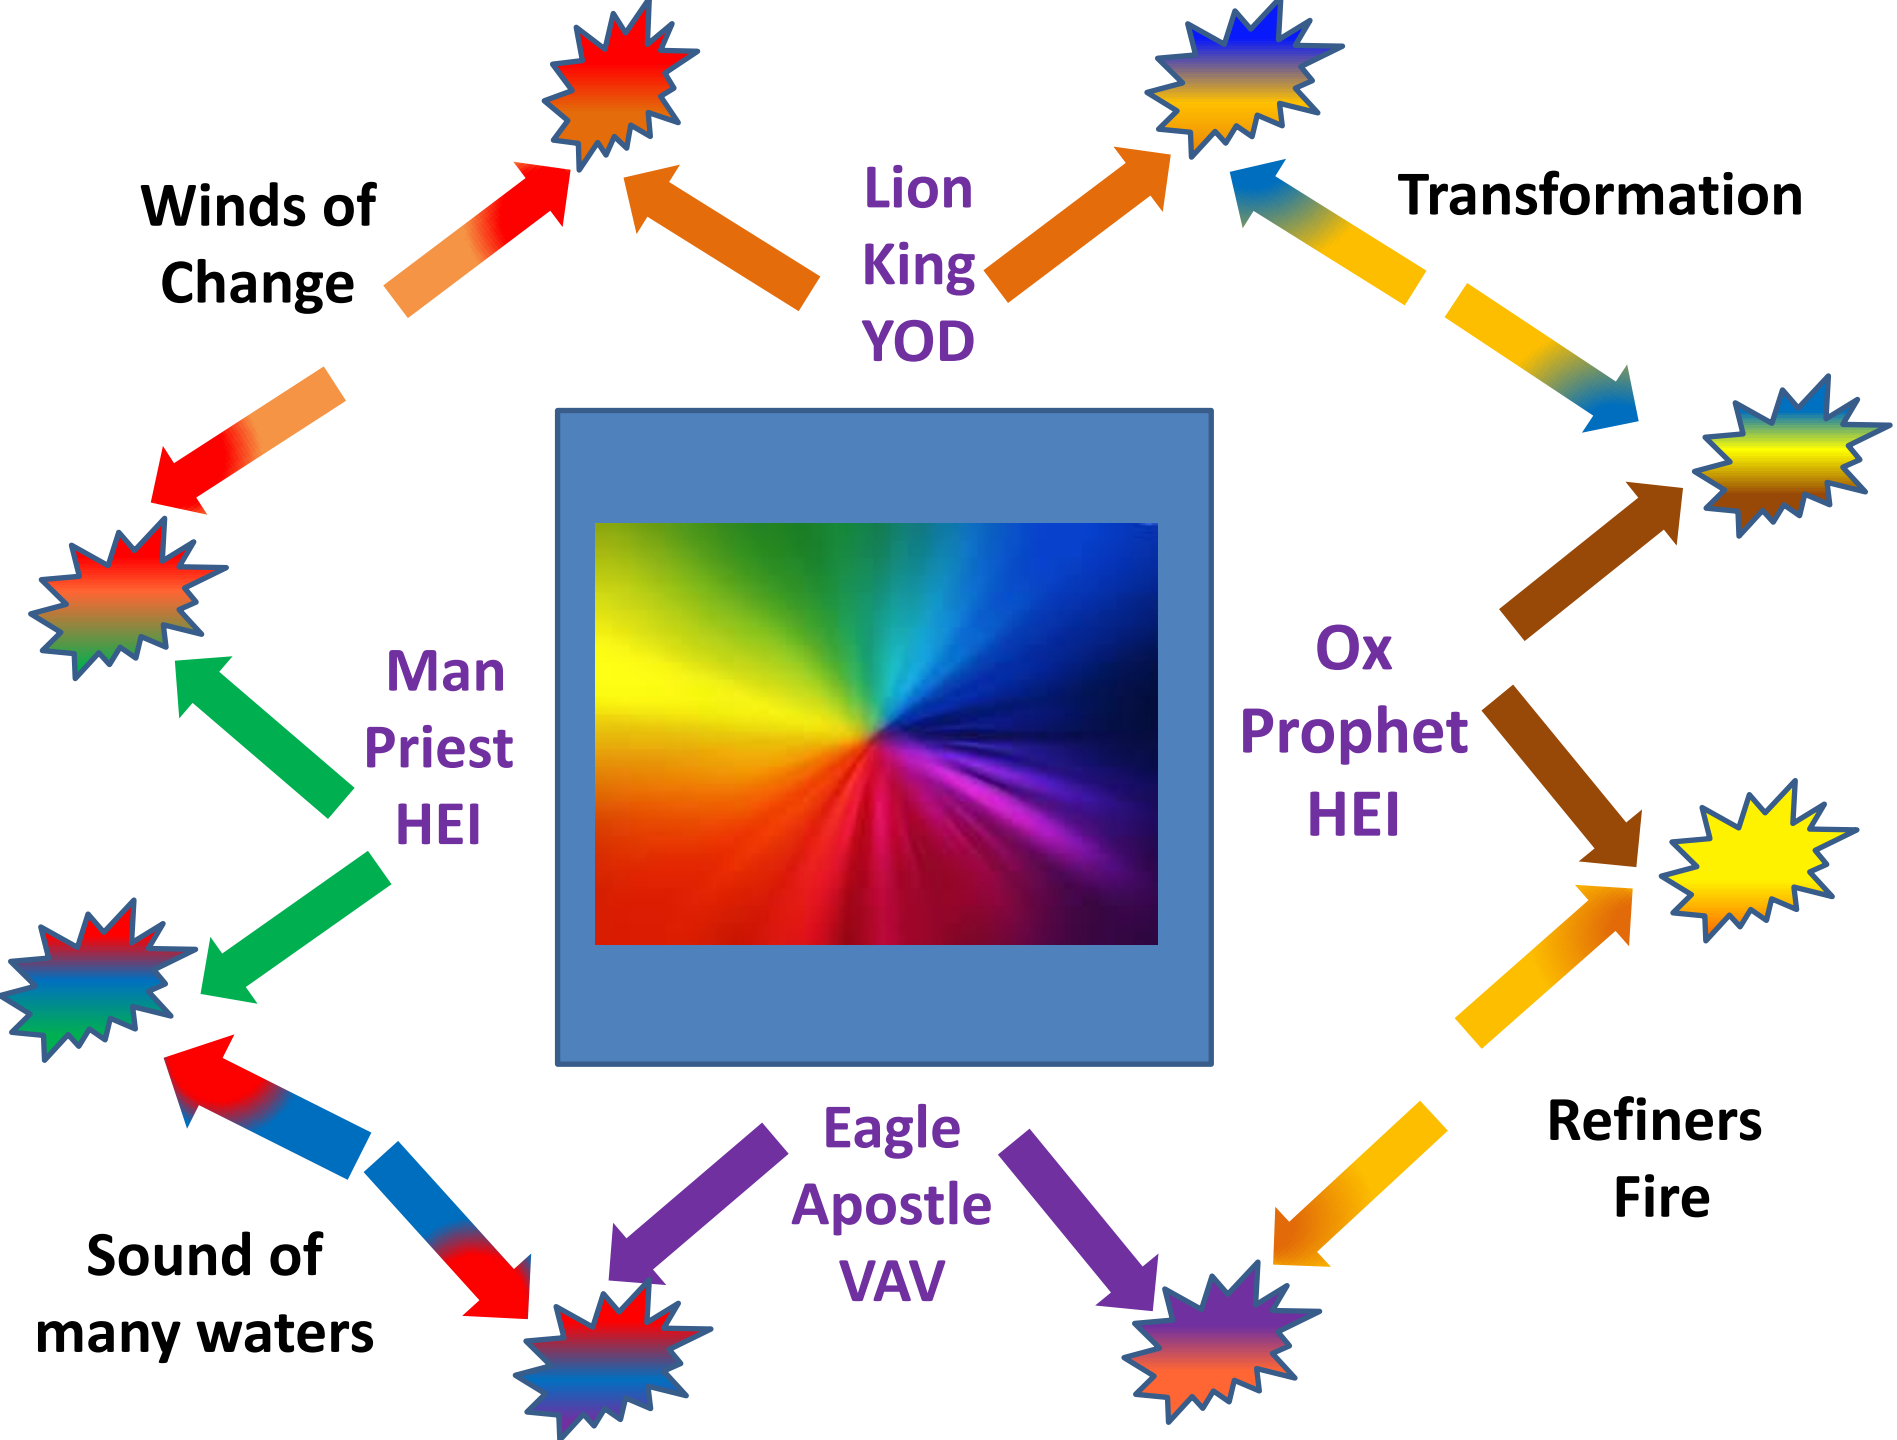 Winds of
Change
Lion
King
YOD
Transformation
Man
Priest
HEI
Ox
Prophet
HEI
Eagle
Apostle
VAV
Refiners
Fire
Sound of
many waters